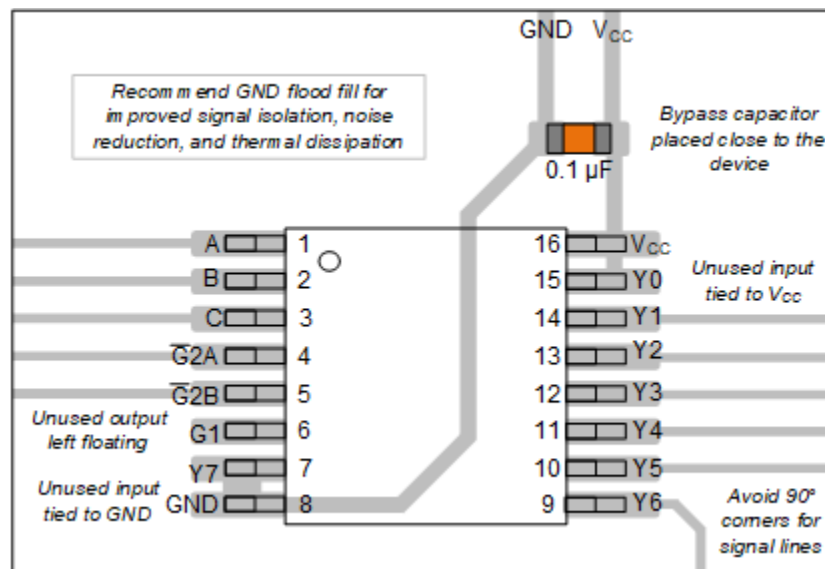 GND V_CC
Recommend GND flood fill for
improved signal isolation, noise
reduction, and thermal dissipation
Bypass capacitor
placed close to the
device
0.1 µF
A 1 16 V_CC
B 2 15 Y0
Unused input
tied to V_CC
C 3 14 Y1
G̅2A 4 13 Y2
G̅2B 5 12 Y3
Unused output
left floating
G1 6 11 Y4
Y7 7 10 Y5
Unused input
tied to GND
GND 8 9 Y6
Avoid 90°
corners for
signal lines